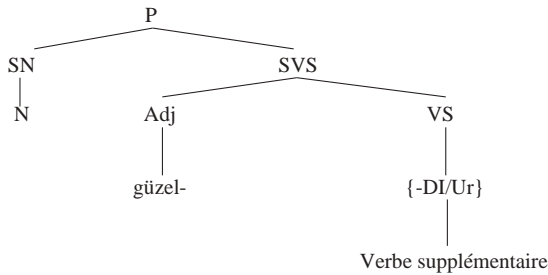 P
SN SVS
N Adj VS
güzel- {-DI/Ur}
Verbe supplémentaire